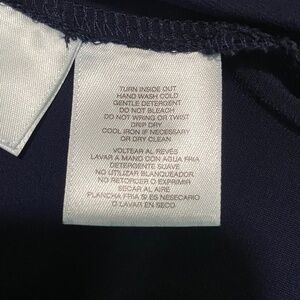 TURN INSIDE OUT
HAND WASH COLD
GENTLE DETERGENT
DO NOT BLEACH
DO NOT WRING OR TWIST
DRIP DRY
COOL IRON IF NECESSARY
OR DRY CLEAN
VOLTEAR AL REVÉS
LAVAR A MANO CON AGUA FRIA
DETERGENTE SUAVE
NO UTILIZAR BLANQUEADOR.
NO RETORDER O EXPRIMIR
SECAR AL AIRE
PLANCHA FRIA SI ES NESECARIO
O LAVAR EN SECO